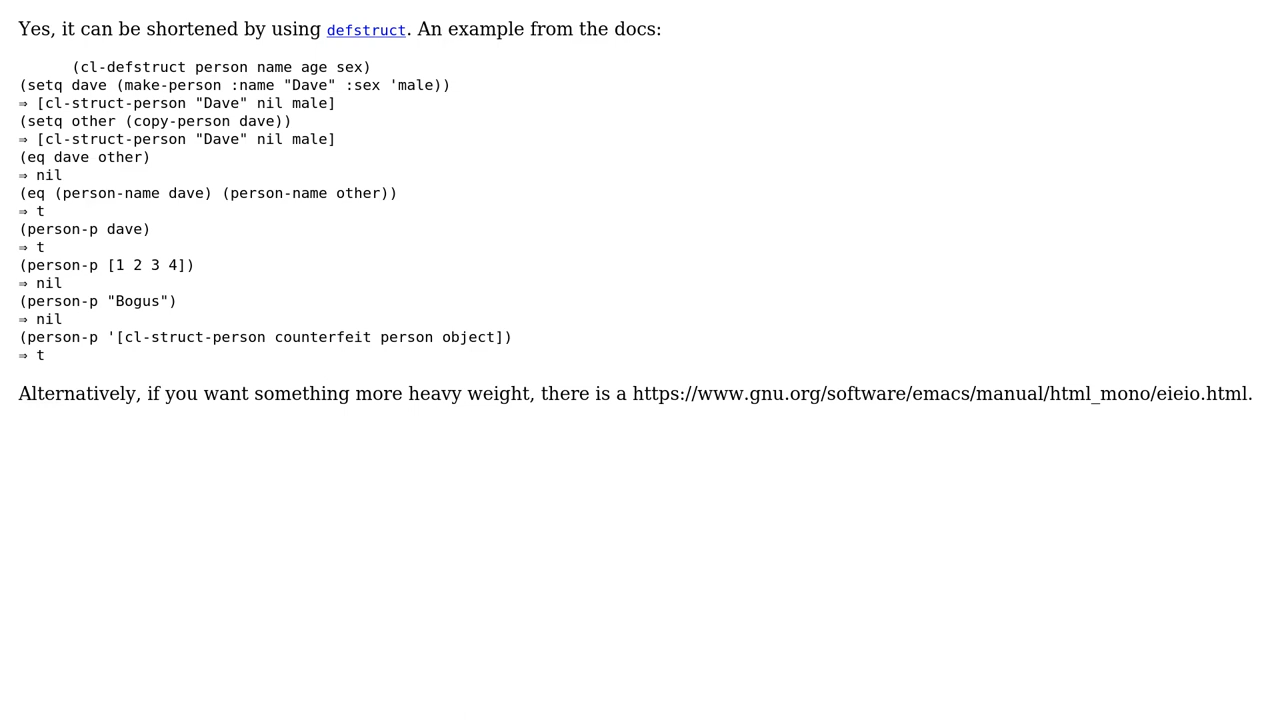 Yes, it can be shortened by using defstruct. An example from the docs:
(cl-defstruct person name age sex)
(setq dave (make-person :name "Dave" :sex 'male))
⇒ [cl-struct-person "Dave" nil male]
(setq other (copy-person dave))
⇒ [cl-struct-person "Dave" nil male]
(eq dave other)
⇒ nil
(eq (person-name dave) (person-name other))
⇒ t
(person-p dave)
⇒ t
(person-p [1 2 3 4])
⇒ nil
(person-p "Bogus")
⇒ nil
(person-p '[cl-struct-person counterfeit person object])
⇒ t
Alternatively, if you want something more heavy weight, there is a https://www.gnu.org/software/emacs/manual/html_mono/eieio.html.